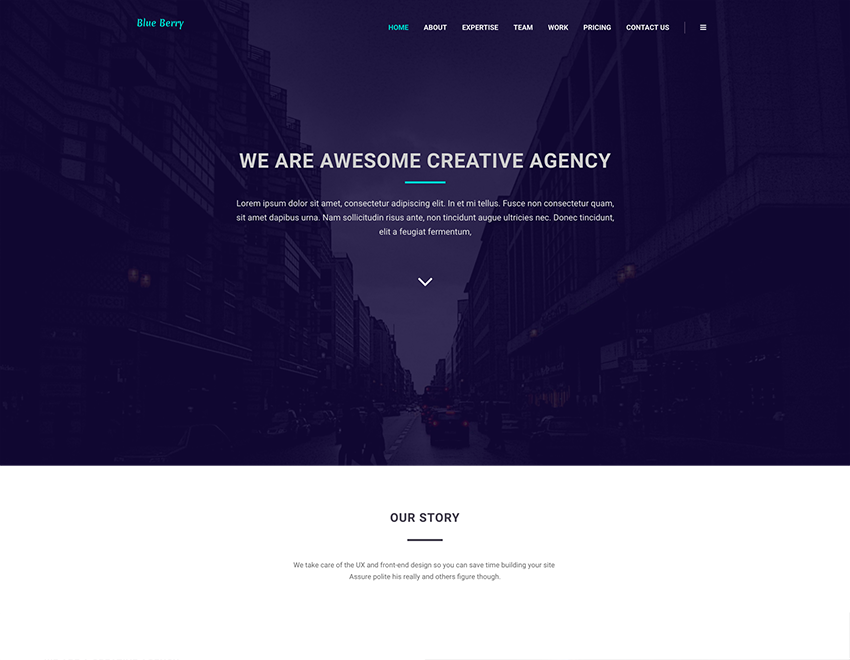 Blue Berry
HOME ABOUT EXPERTISE TEAM WORK PRICING CONTACT US
WE ARE AWESOME CREATIVE AGENCY
Lorem ipsum dolor sit amet, consectetur adipiscing elit. In et mi tellus. Fusce non consectetur quam,
sit amet dapibus urna. Nam sollicitudin risus ante, non tincidunt augue ultricies nec. Donec tincidunt,
elit a feugiat fermentum,
OUR STORY
We take care of the UX and front-end design so you can save time building your site
Assure polite his really and others figure though.